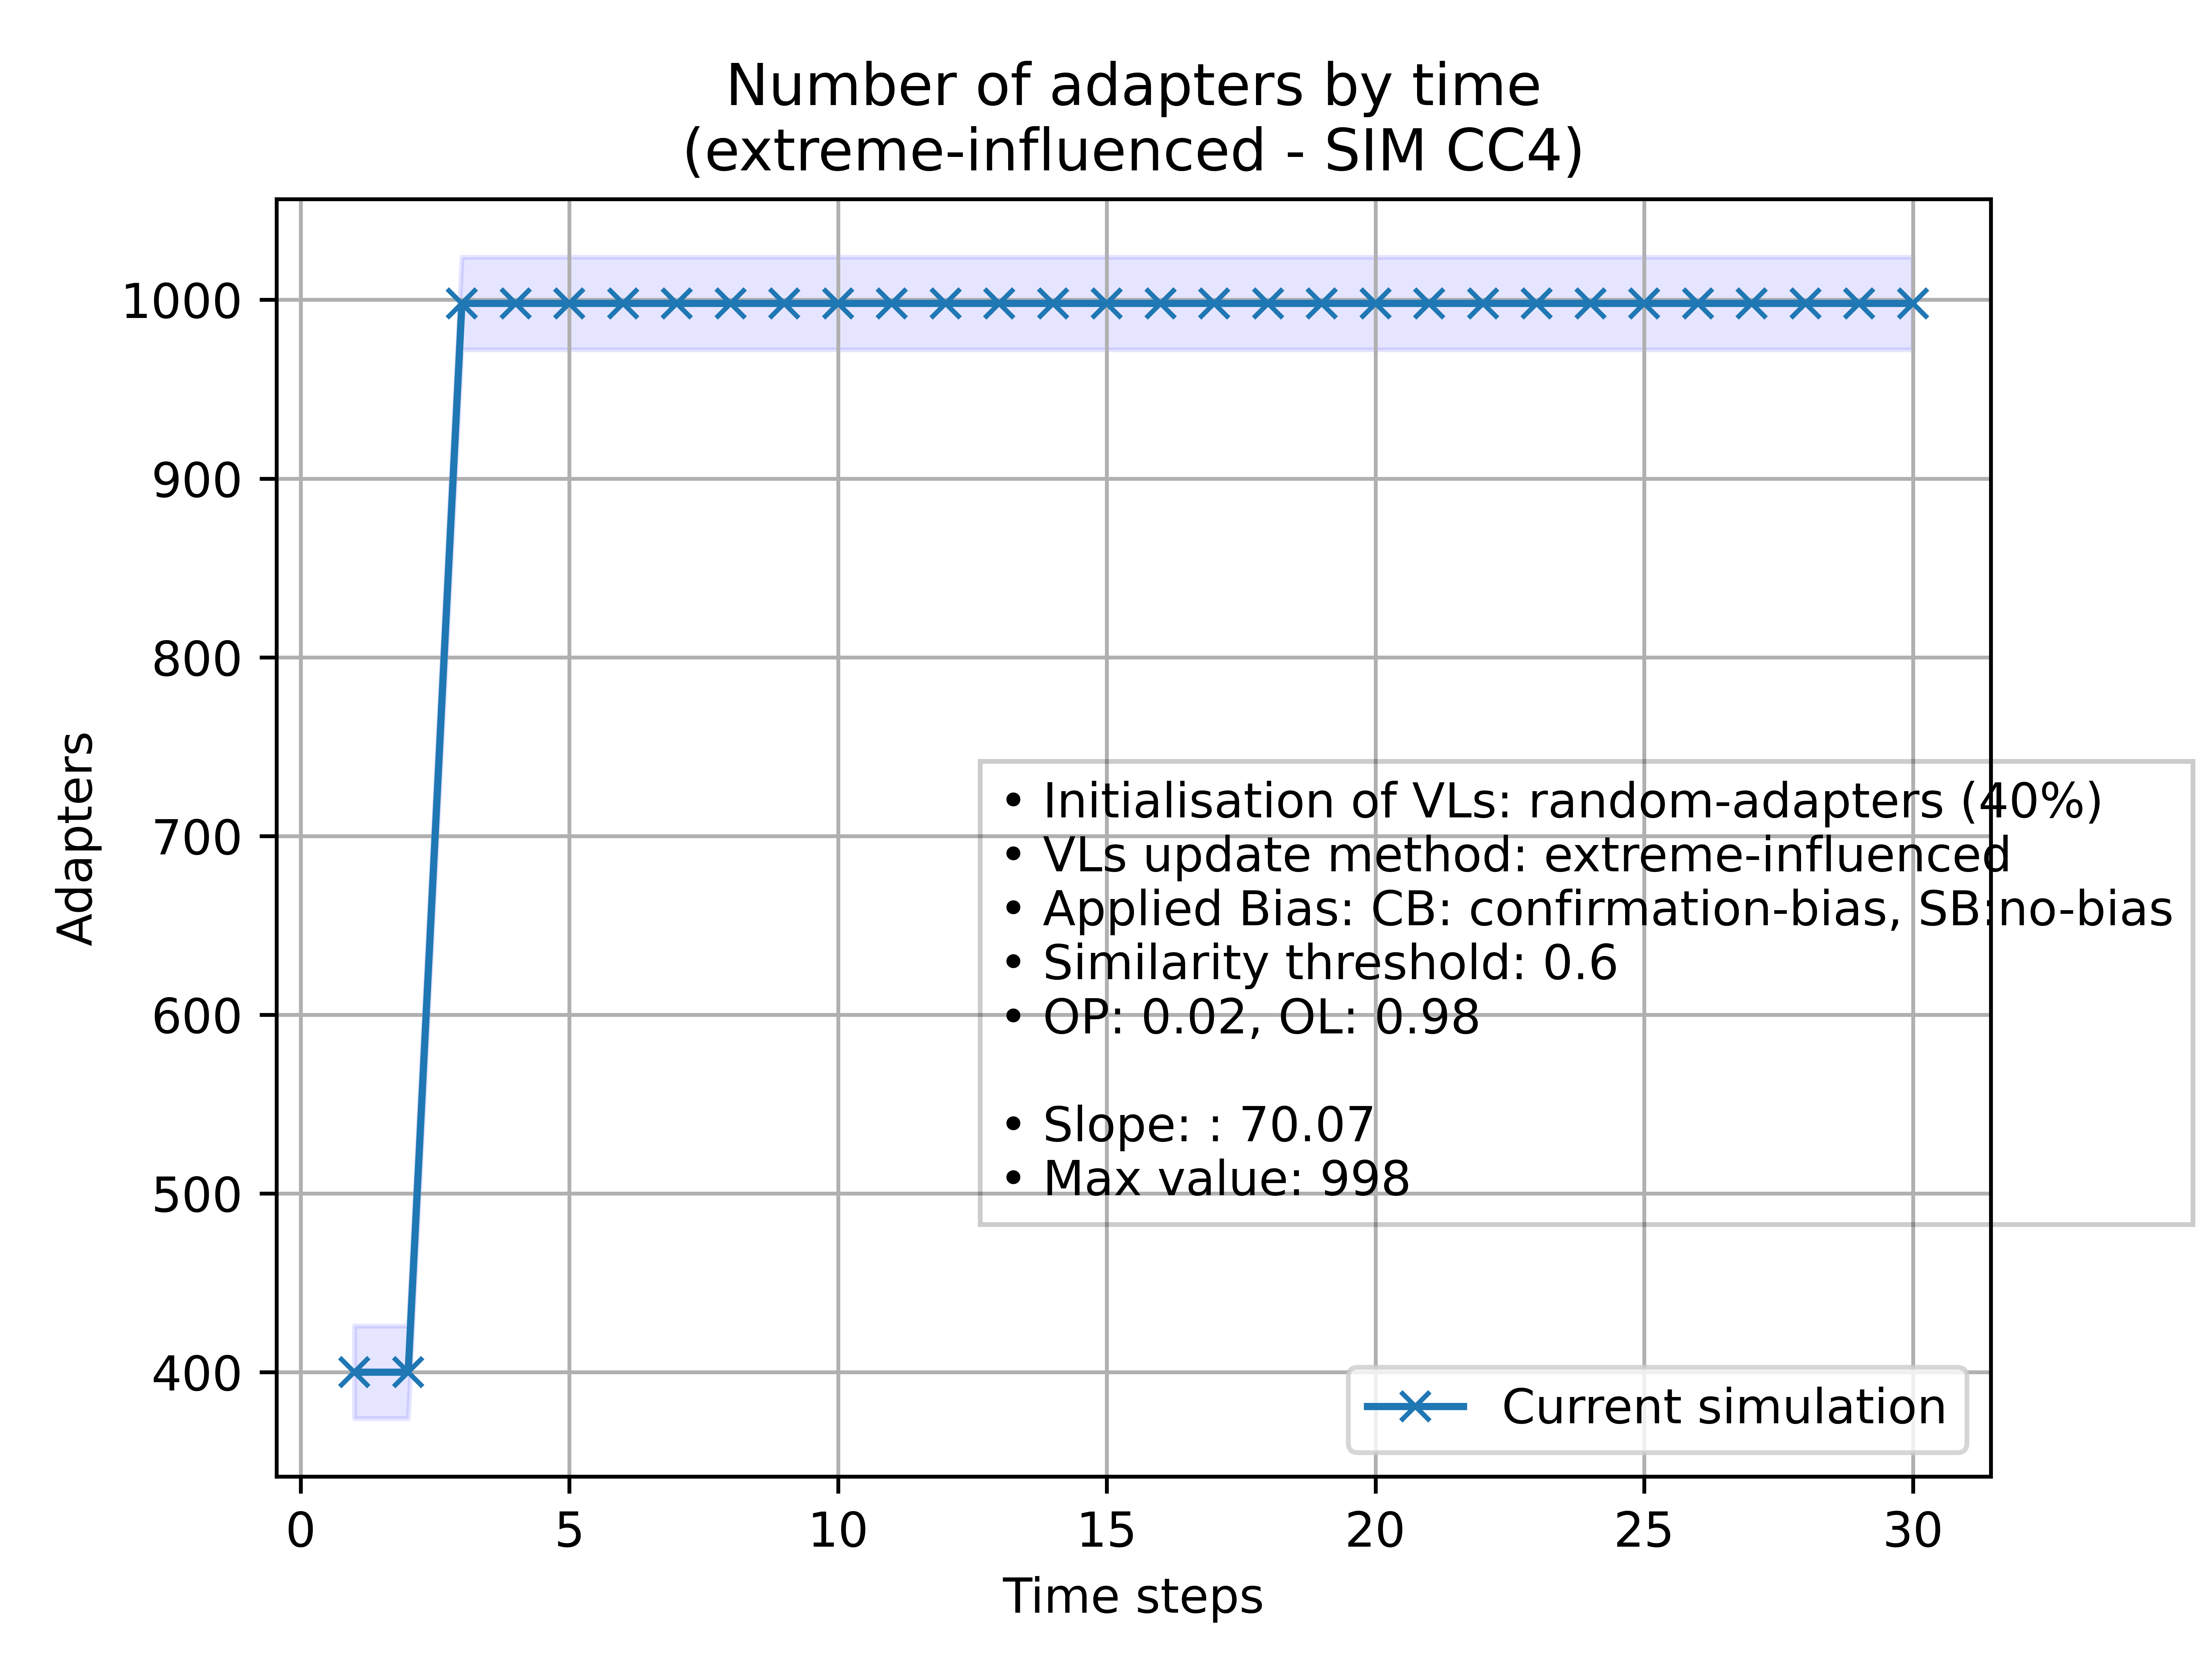 Number of adapters by time
(extreme-influenced - SIM CC4)
1000
900
800
700
600
500
400
Adapters
• Initialisation of VLs: random-adapters (40%)
• VLs update method: extreme-influenced
• Applied Bias: CB: confirmation-bias, SB:no-bias
• Similarity threshold: 0.6
• OP: 0.02, OL: 0.98
• Slope: : 70.07
• Max value: 998
Current simulation
0 5 10 15 20 25 30
Time steps